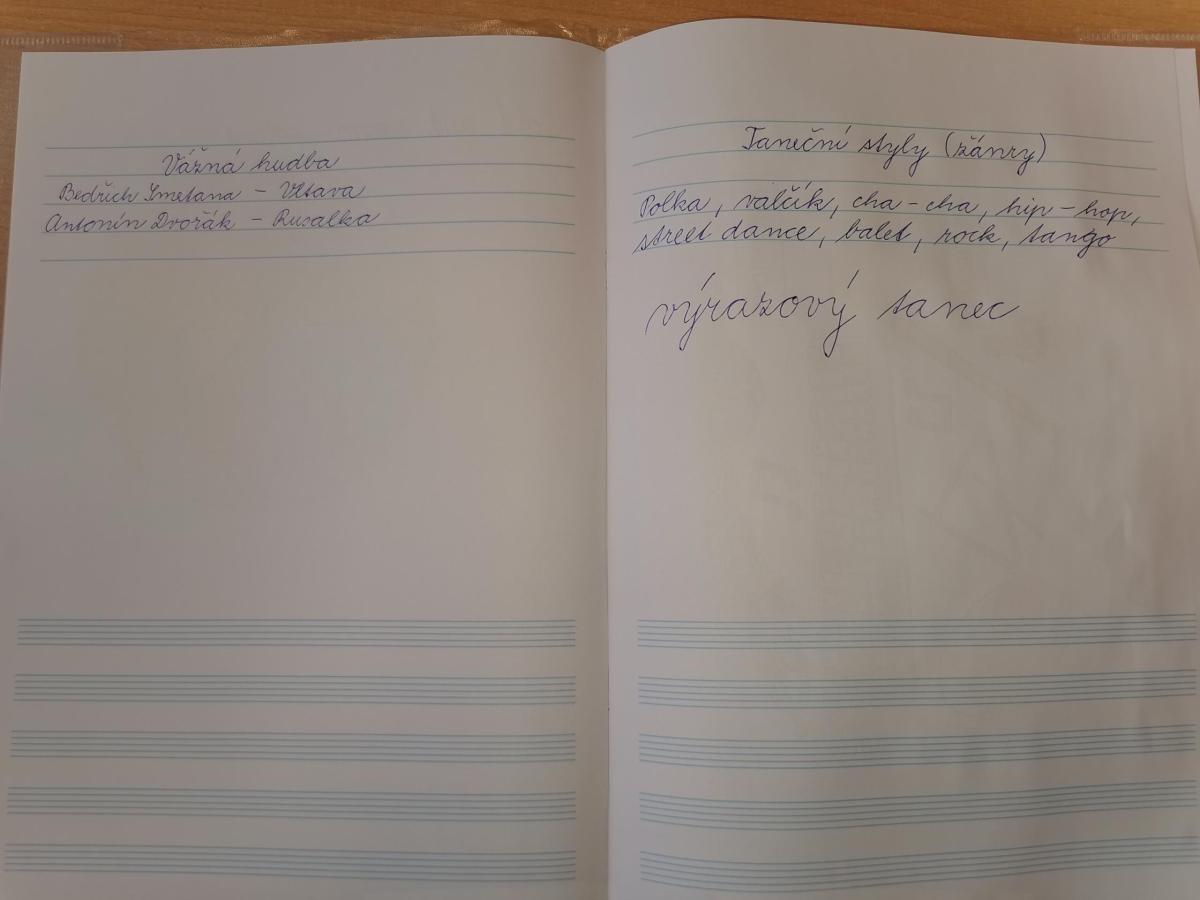 Vážná hudba
Bedřich Smetana - Vltava
Antonín Dvořák - Rusalka
Taneční styly (žánry)
Polka, valčík, cha-cha, hip-hop,
street dance, balet, rock, tango
výrazový tanec